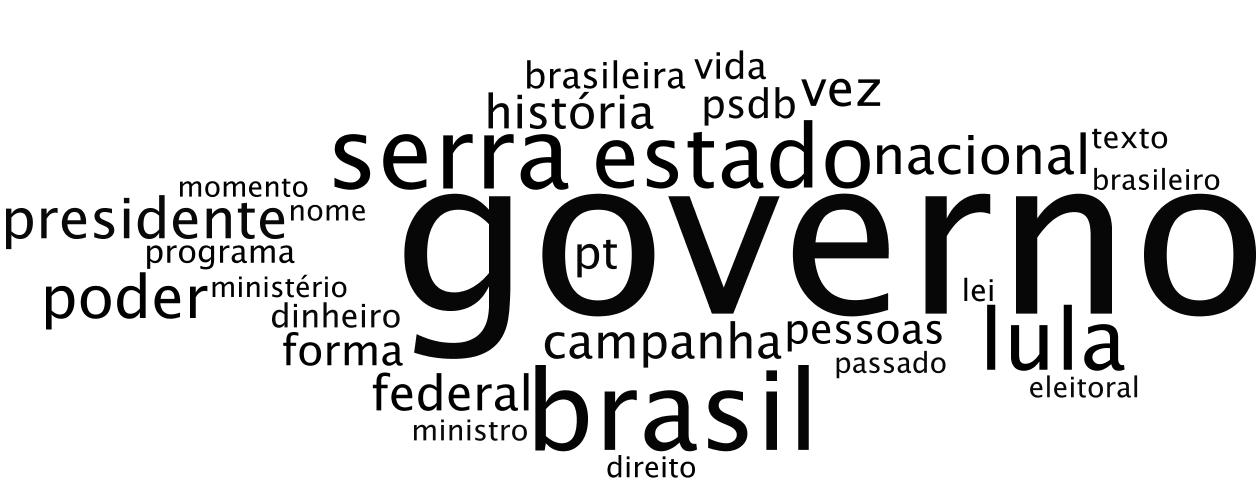 brasileira
vida
vez
história
psdb
serra
estado
nacional
texto
brasileiro
momento
presidente
nome
programa
governo
pt
poder
ministério
dinheiro
forma
lei
campanha
pessoas
lula
passado
eleitoral
federal
brasil
ministro
direito